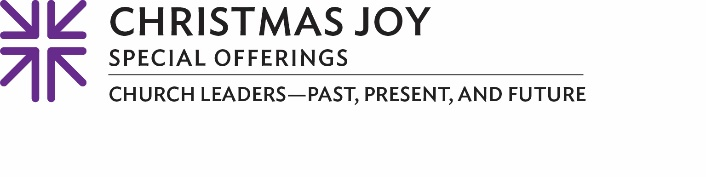 CHRISTMAS JOY
SPECIAL OFFERINGS
CHURCH LEADERS—PAST, PRESENT, AND FUTURE